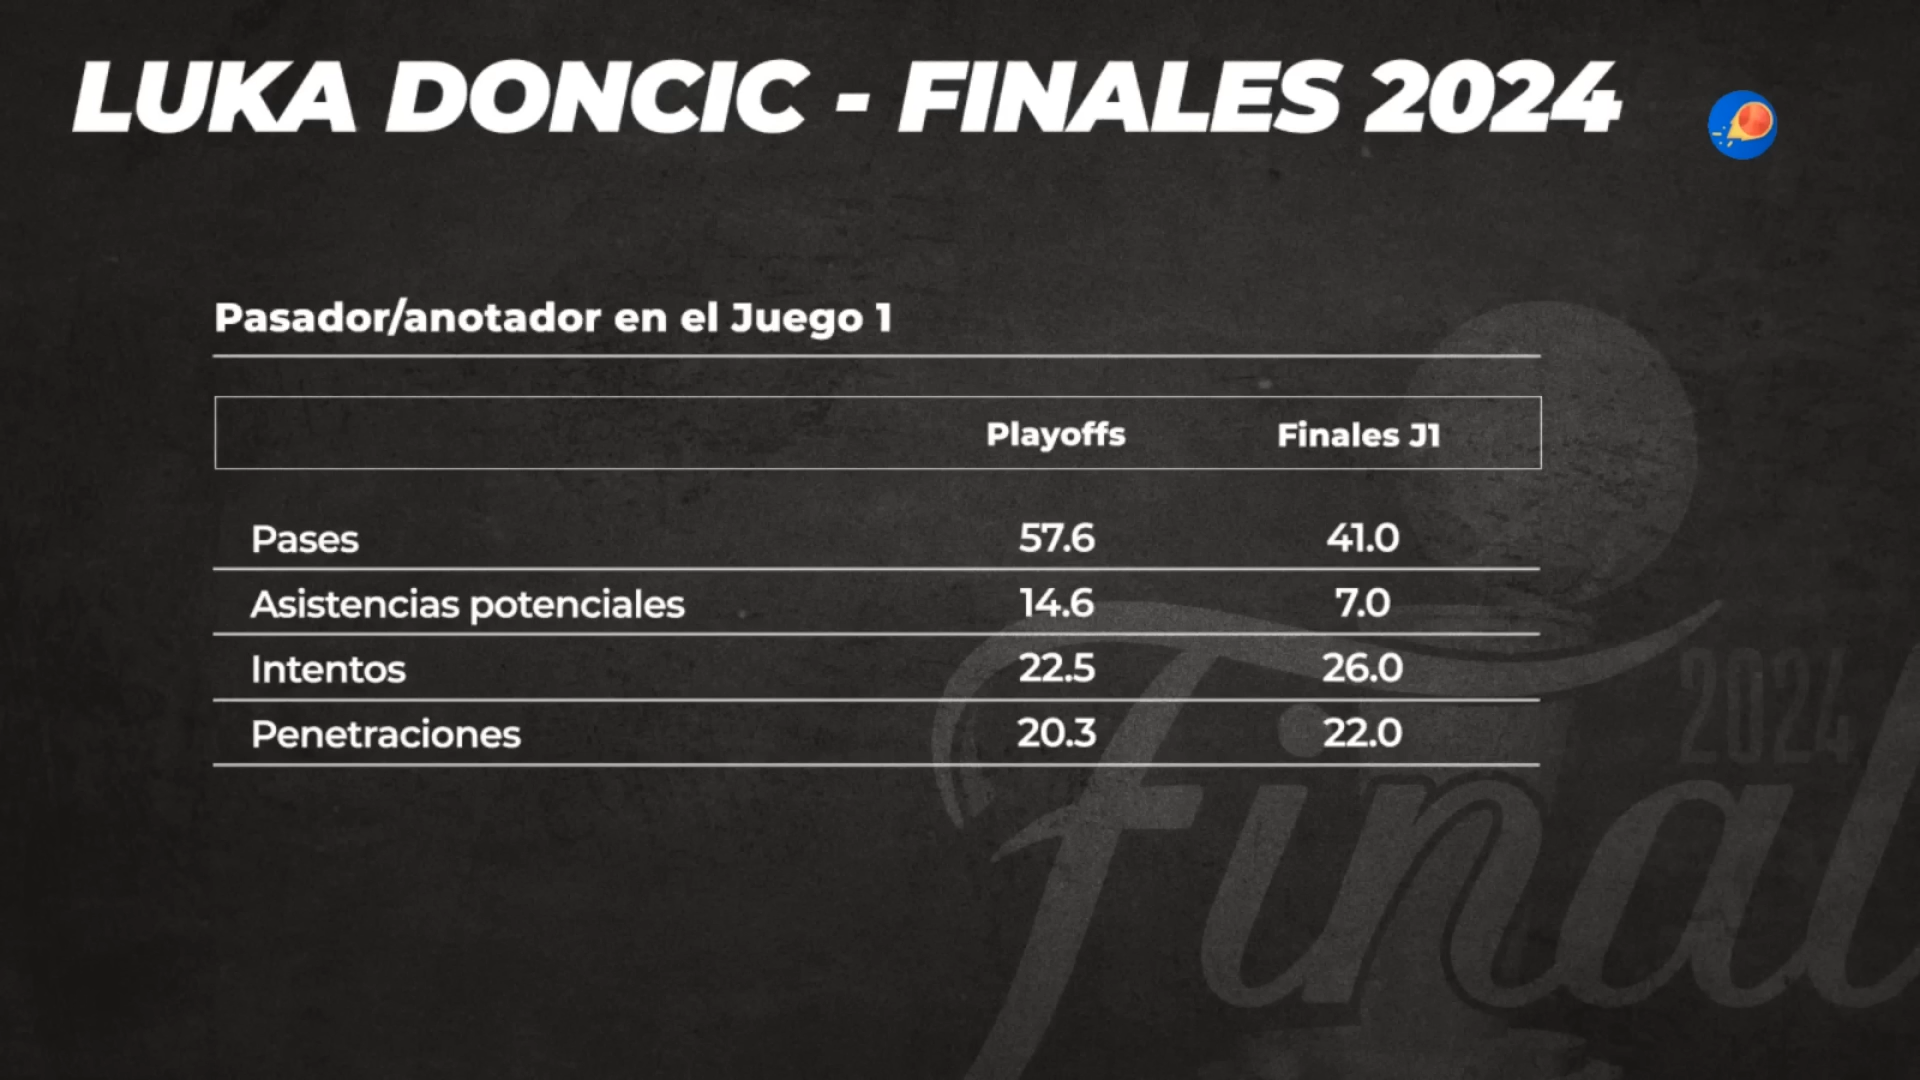 LUKA DONCIC - FINALES 2024
Pasador/anotador en el Juego 1
Playoffs Finales J1
Pases 57.6 41.0
Asistencias potenciales 14.6 7.0
Intentos 22.5 26.0
Penetraciones 20.3 22.0
2024
Final